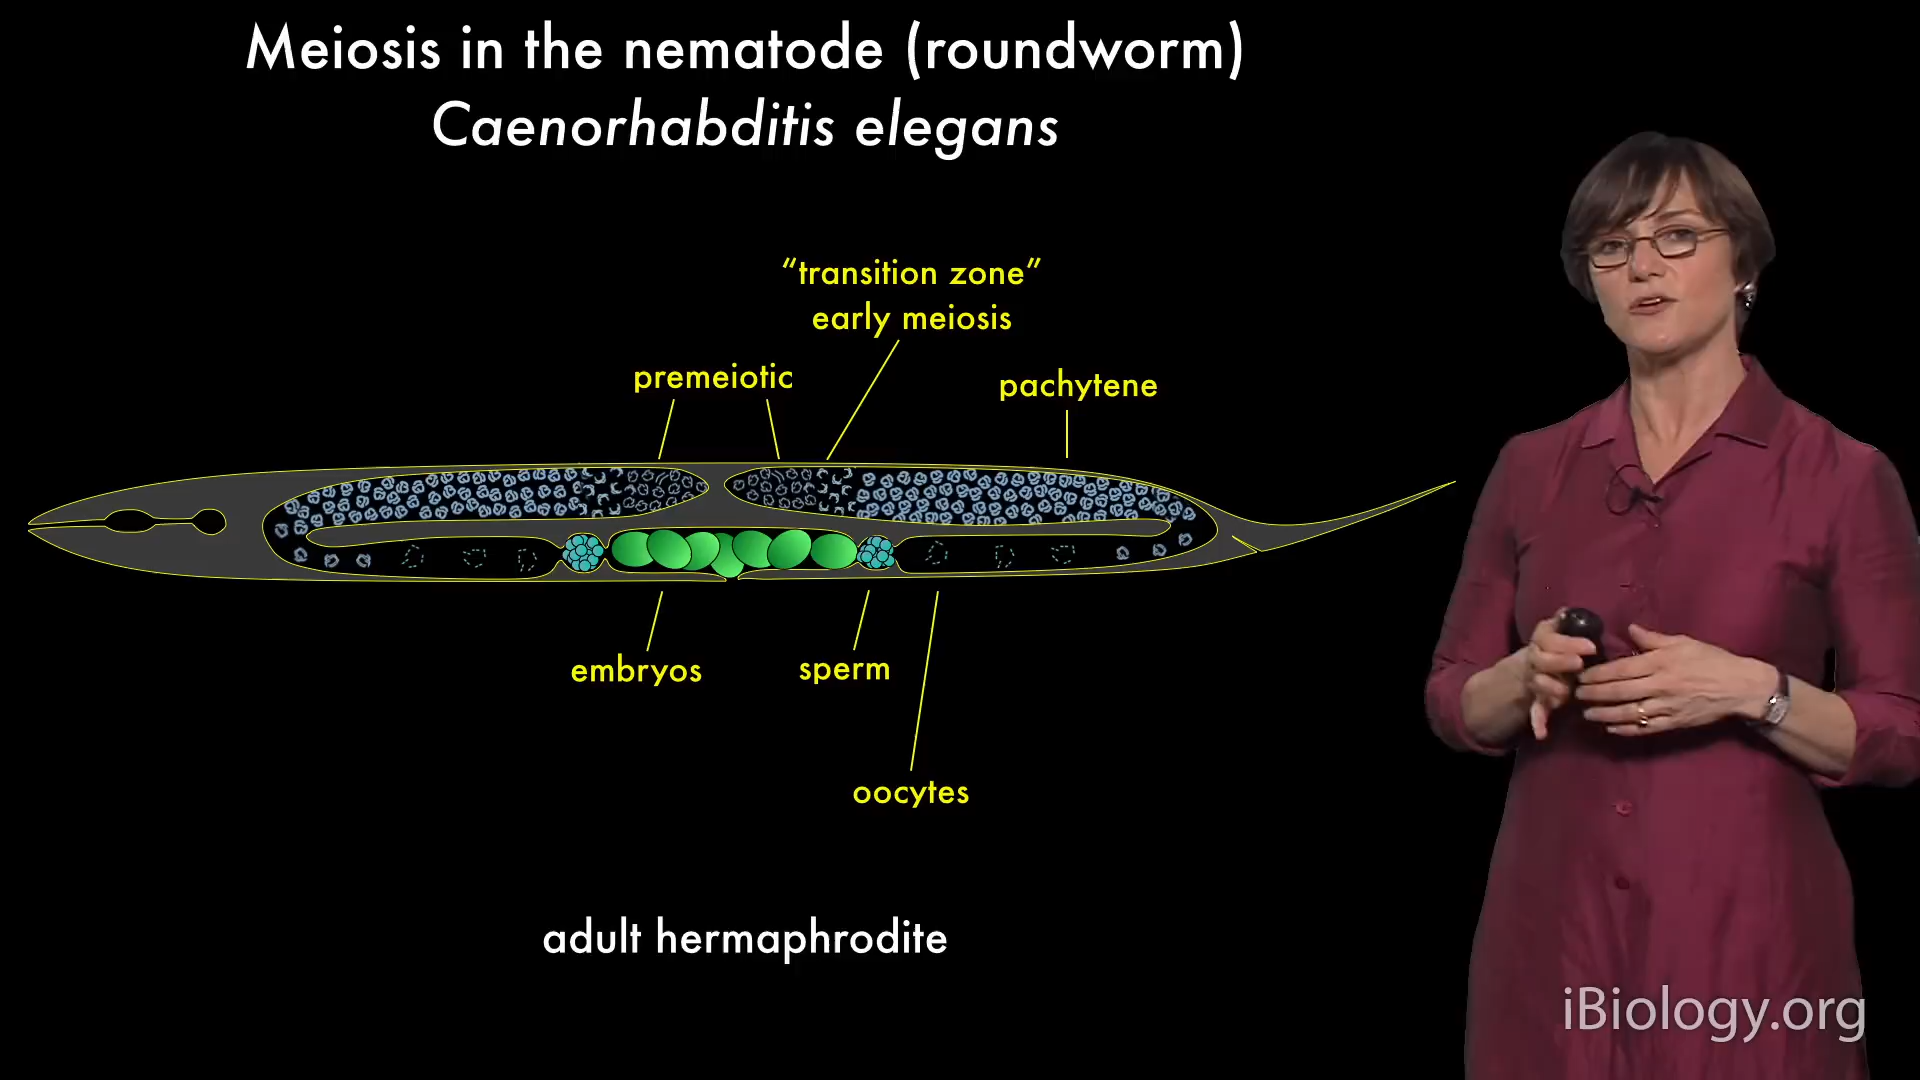 Meiosis in the nematode (roundworm)
Caenorhabditis elegans
“transition zone”
early meiosis
premeiotic
pachytene
embryos
sperm
oocytes
adult hermaphrodite
iBiology.org